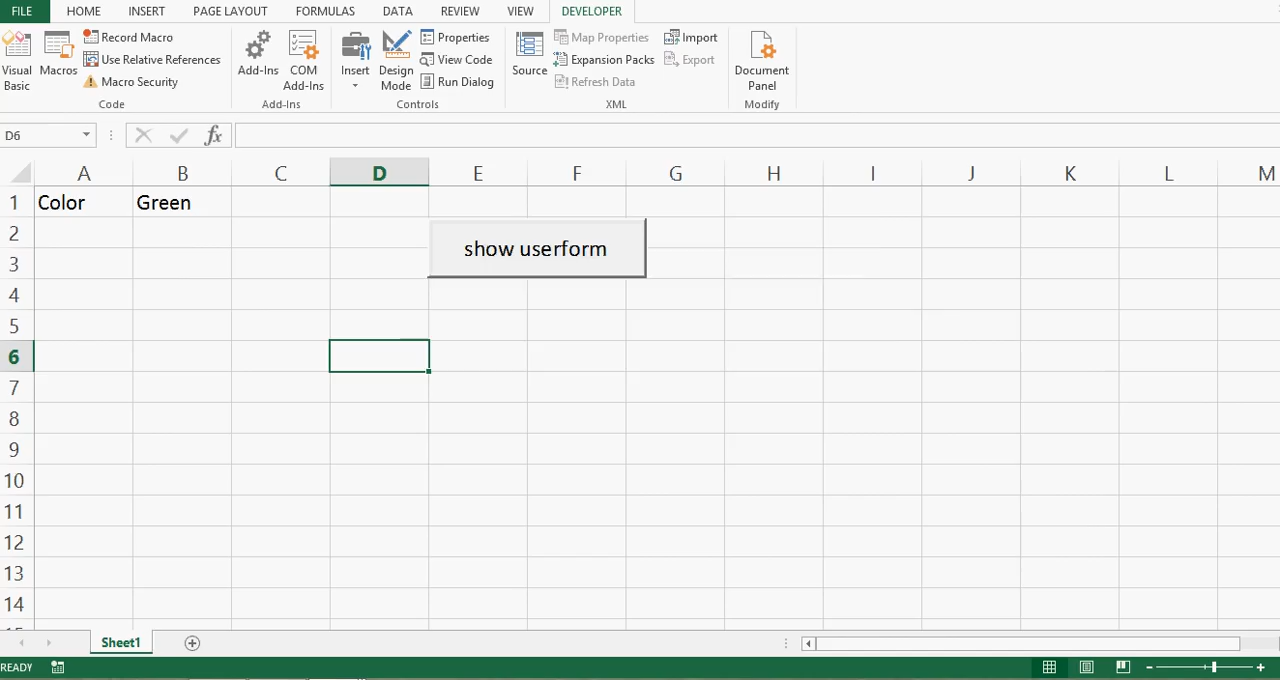 FILE HOME INSERT PAGE LAYOUT FORMULAS DATA REVIEW VIEW DEVELOPER
Visual Basic
Macros
Record Macro
Use Relative References
Macro Security
Code
Add-Ins
COM Add-Ins
Add-Ins
Insert
Design Mode
Properties
View Code
Run Dialog
Controls
Source
Map Properties
Expansion Packs
Refresh Data
Import
Export
XML
Document Panel
Modify
D6 fx
A B C D E F G H I J K L M
1 Color Green
2
show userform
3
4
5
6
7
8
9
10
11
12
13
14
Sheet1
READY